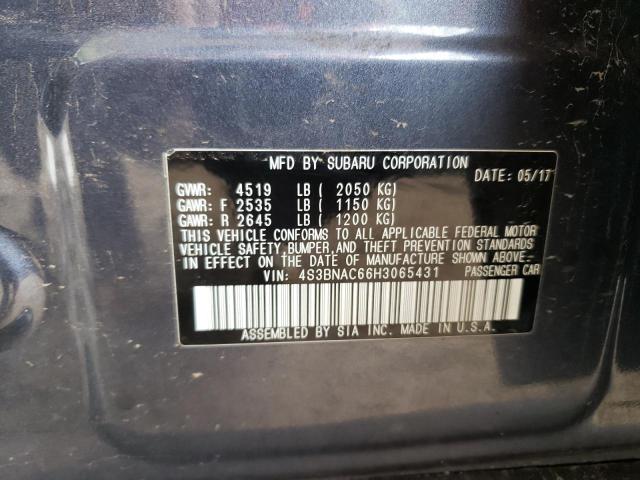 MFD BY SUBARU CORPORATION
DATE: 05/17
GVWR: 4519 LB ( 2050 KG)
GAWR: F 2535 LB ( 1150 KG)
GAWR: R 2645 LB ( 1200 KG)
THIS VEHICLE CONFORMS TO ALL APPLICABLE FEDERAL MOTOR
VEHICLE SAFETY, BUMPER, AND THEFT PREVENTION STANDARDS
IN EFFECT ON THE DATE OF MANUFACTURE SHOWN ABOVE.
VIN: 4S3BNAC66H3065431 PASSENGER CAR
ASSEMBLED BY SIA INC. MADE IN U.S.A.